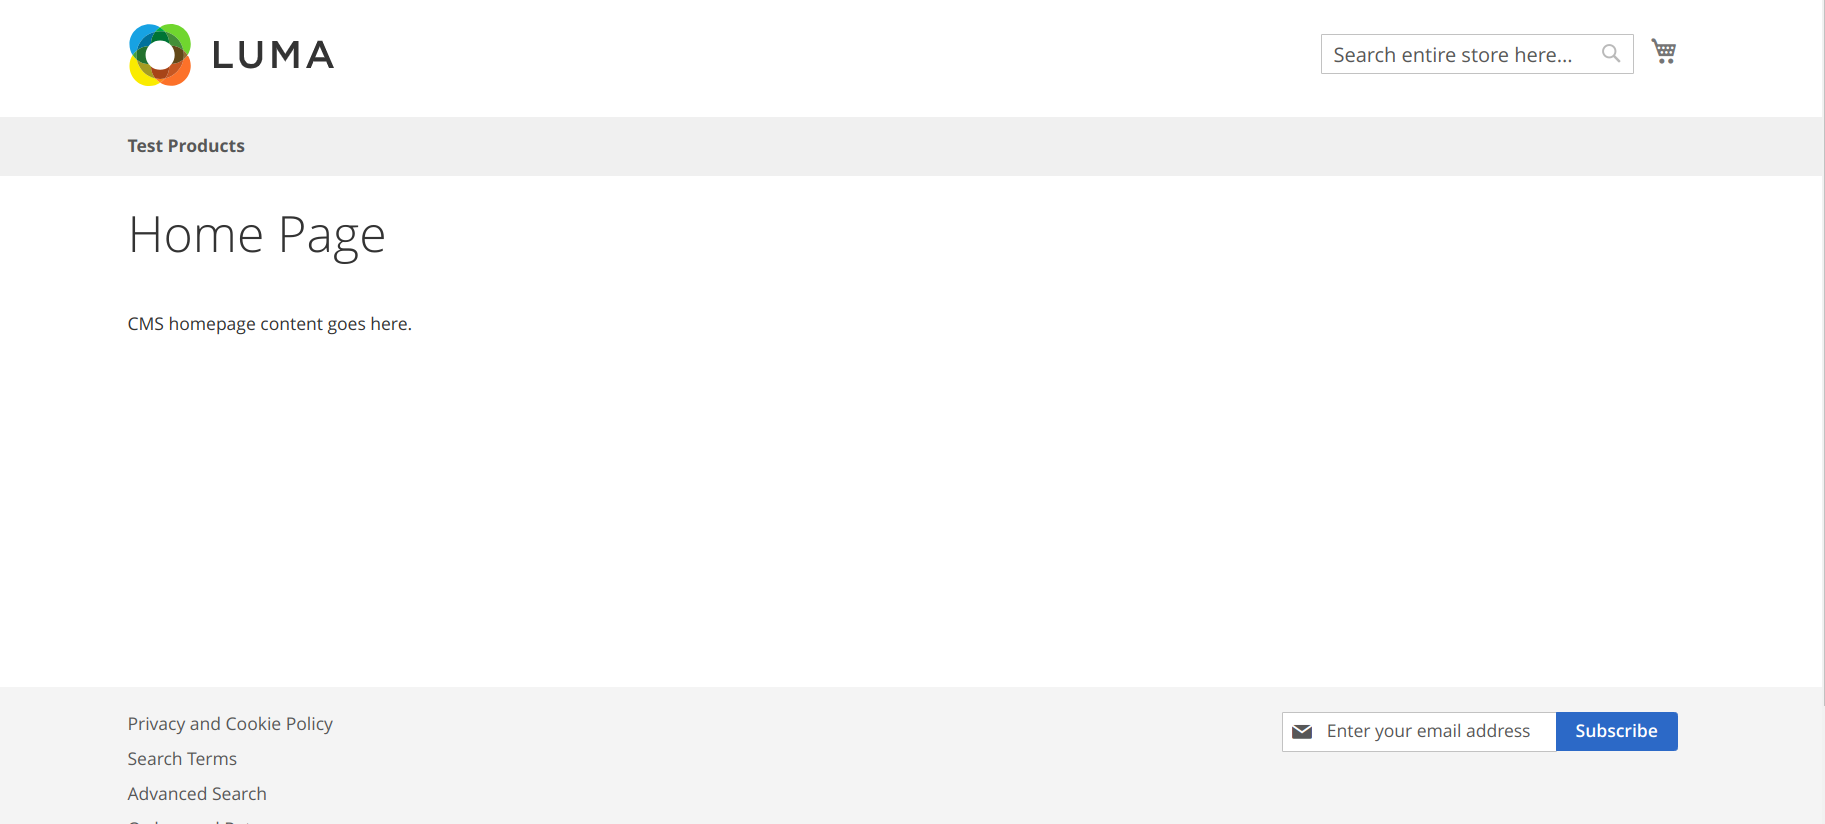 LUMA
Search entire store here...
Test Products
Home Page
CMS homepage content goes here.
Privacy and Cookie Policy
Enter your email address
Subscribe
Search Terms
Advanced Search